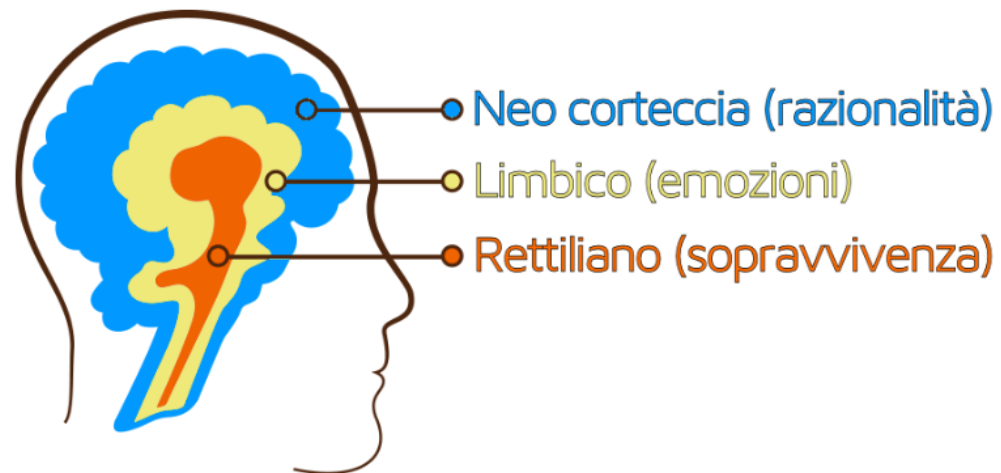 Neo corteccia (razionalità)
Limbico (emozioni)
Rettiliano (sopravvivenza)